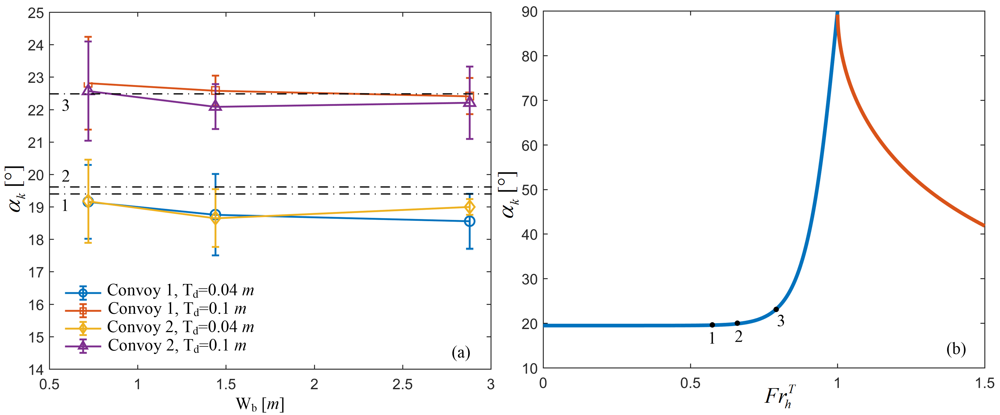 25
24
23
22
21
20
19
18
17
16
15
14
α_k [°]
3
2
1
Convoy 1, T_d=0.04 m
Convoy 1, T_d=0.1 m
Convoy 2, T_d=0.04 m
Convoy 2, T_d=0.1 m
(a)
0.5 1 1.5 2 2.5 3
W_b [m]
90
80
70
60
50
40
30
20
10
α_k [°]
1
2
3
(b)
0 0.5 1 1.5
Fr_h^T